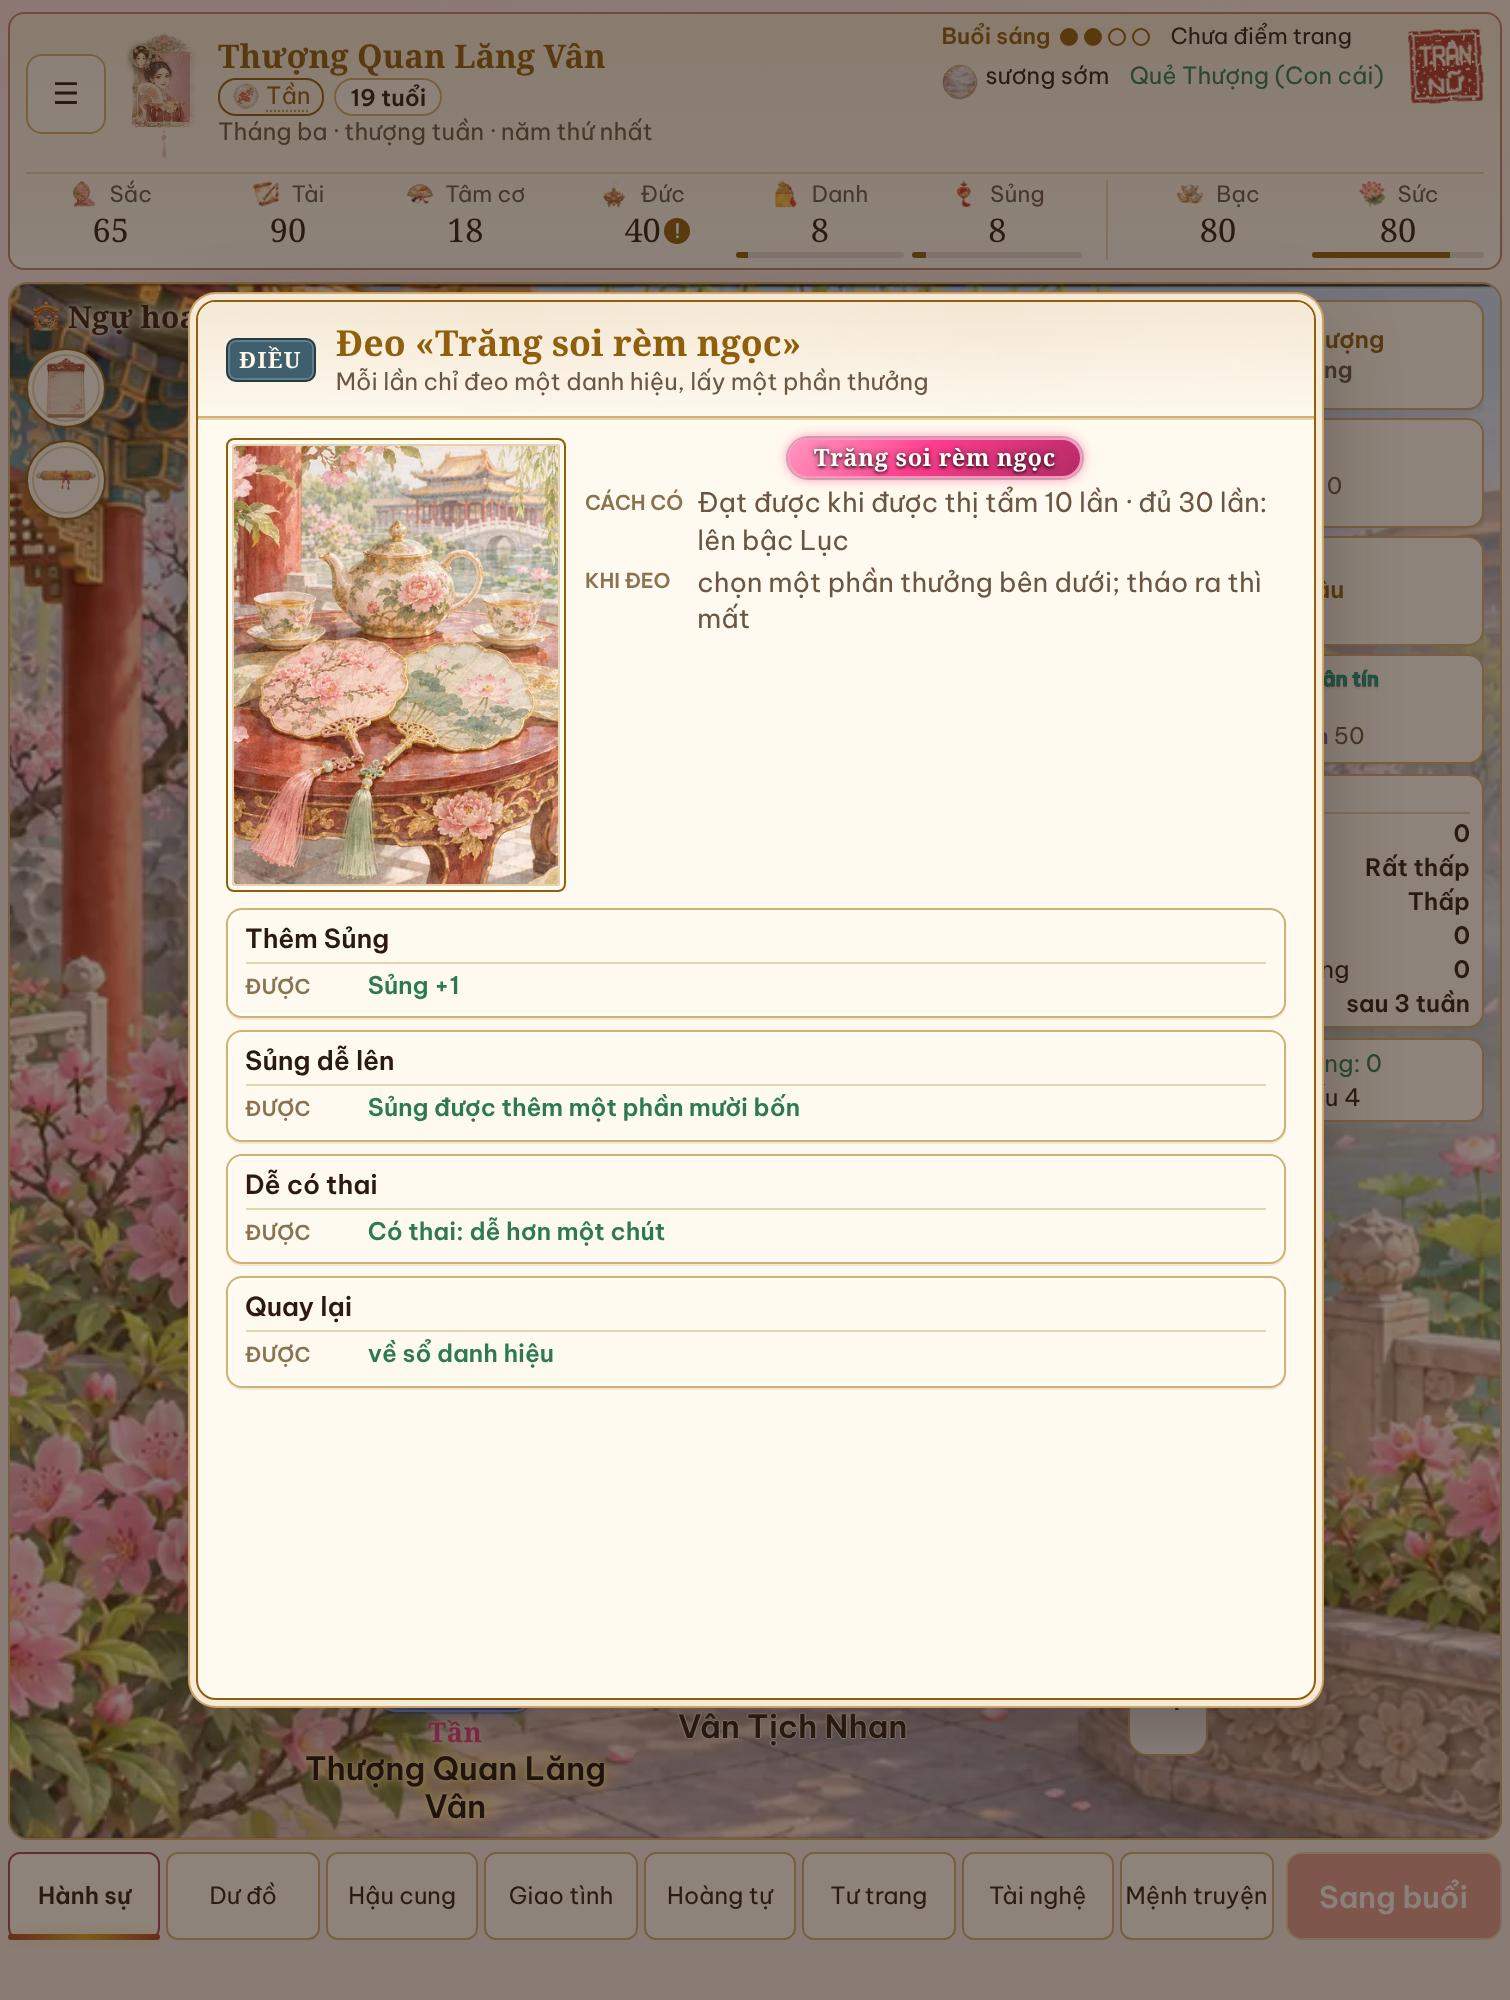 Thượng Quan Lăng Vân
Tần
19 tuổi
Tháng ba · thượng tuần · năm thứ nhất
Buổi sáng
Chưa điểm trang
sương sớm
Quẻ Thượng (Con cái)
TRÂN NỮ
Sắc
Tài
Tâm cơ
Đức
Danh
Sủng
Bạc
Sức
65
90
18
40 !
8
8
80
80
Ngự
ĐIỀU
Đeo «Trăng soi rèm ngọc»
Mỗi lần chỉ đeo một danh hiệu, lấy một phần thưởng
Trăng soi rèm ngọc
CÁCH CÓ Đạt được khi được thị tẩm 10 lần · đủ 30 lần:
lên bậc Lục
KHI ĐEO chọn một phần thưởng bên dưới; tháo ra thì
mất
Thêm Sủng
ĐƯỢC Sủng +1
Sủng dễ lên
ĐƯỢC Sủng được thêm một phần mười bốn
Dễ có thai
ĐƯỢC Có thai: dễ hơn một chút
Quay lại
ĐƯỢC về sổ danh hiệu
0
tín
50
0
Rất thấp
Thấp
0
0
sau 3 tuần
0
4
Tần
Thượng Quan Lăng
Vân
Vân Tịch Nhan
Hành sự
Dư đồ
Hậu cung
Giao tình
Hoàng tự
Tư trang
Tài nghệ
Mệnh truyện
Sang buổi